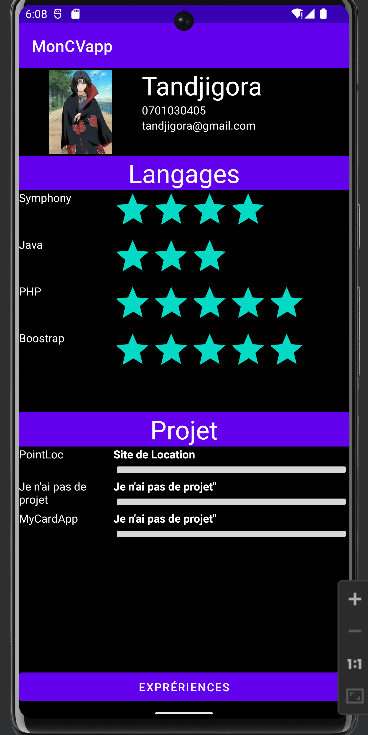 6:08
MonCVapp
Tandjigora
0701030405
tandjigora@gmail.com
Langages
Symphony
Java
PHP
Boostrap
Projet
PointLoc Site de Location
Je n'ai pas de projet Je n'ai pas de projet"
MyCardApp Je n'ai pas de projet"
EXPRÉRIENCES
1:1